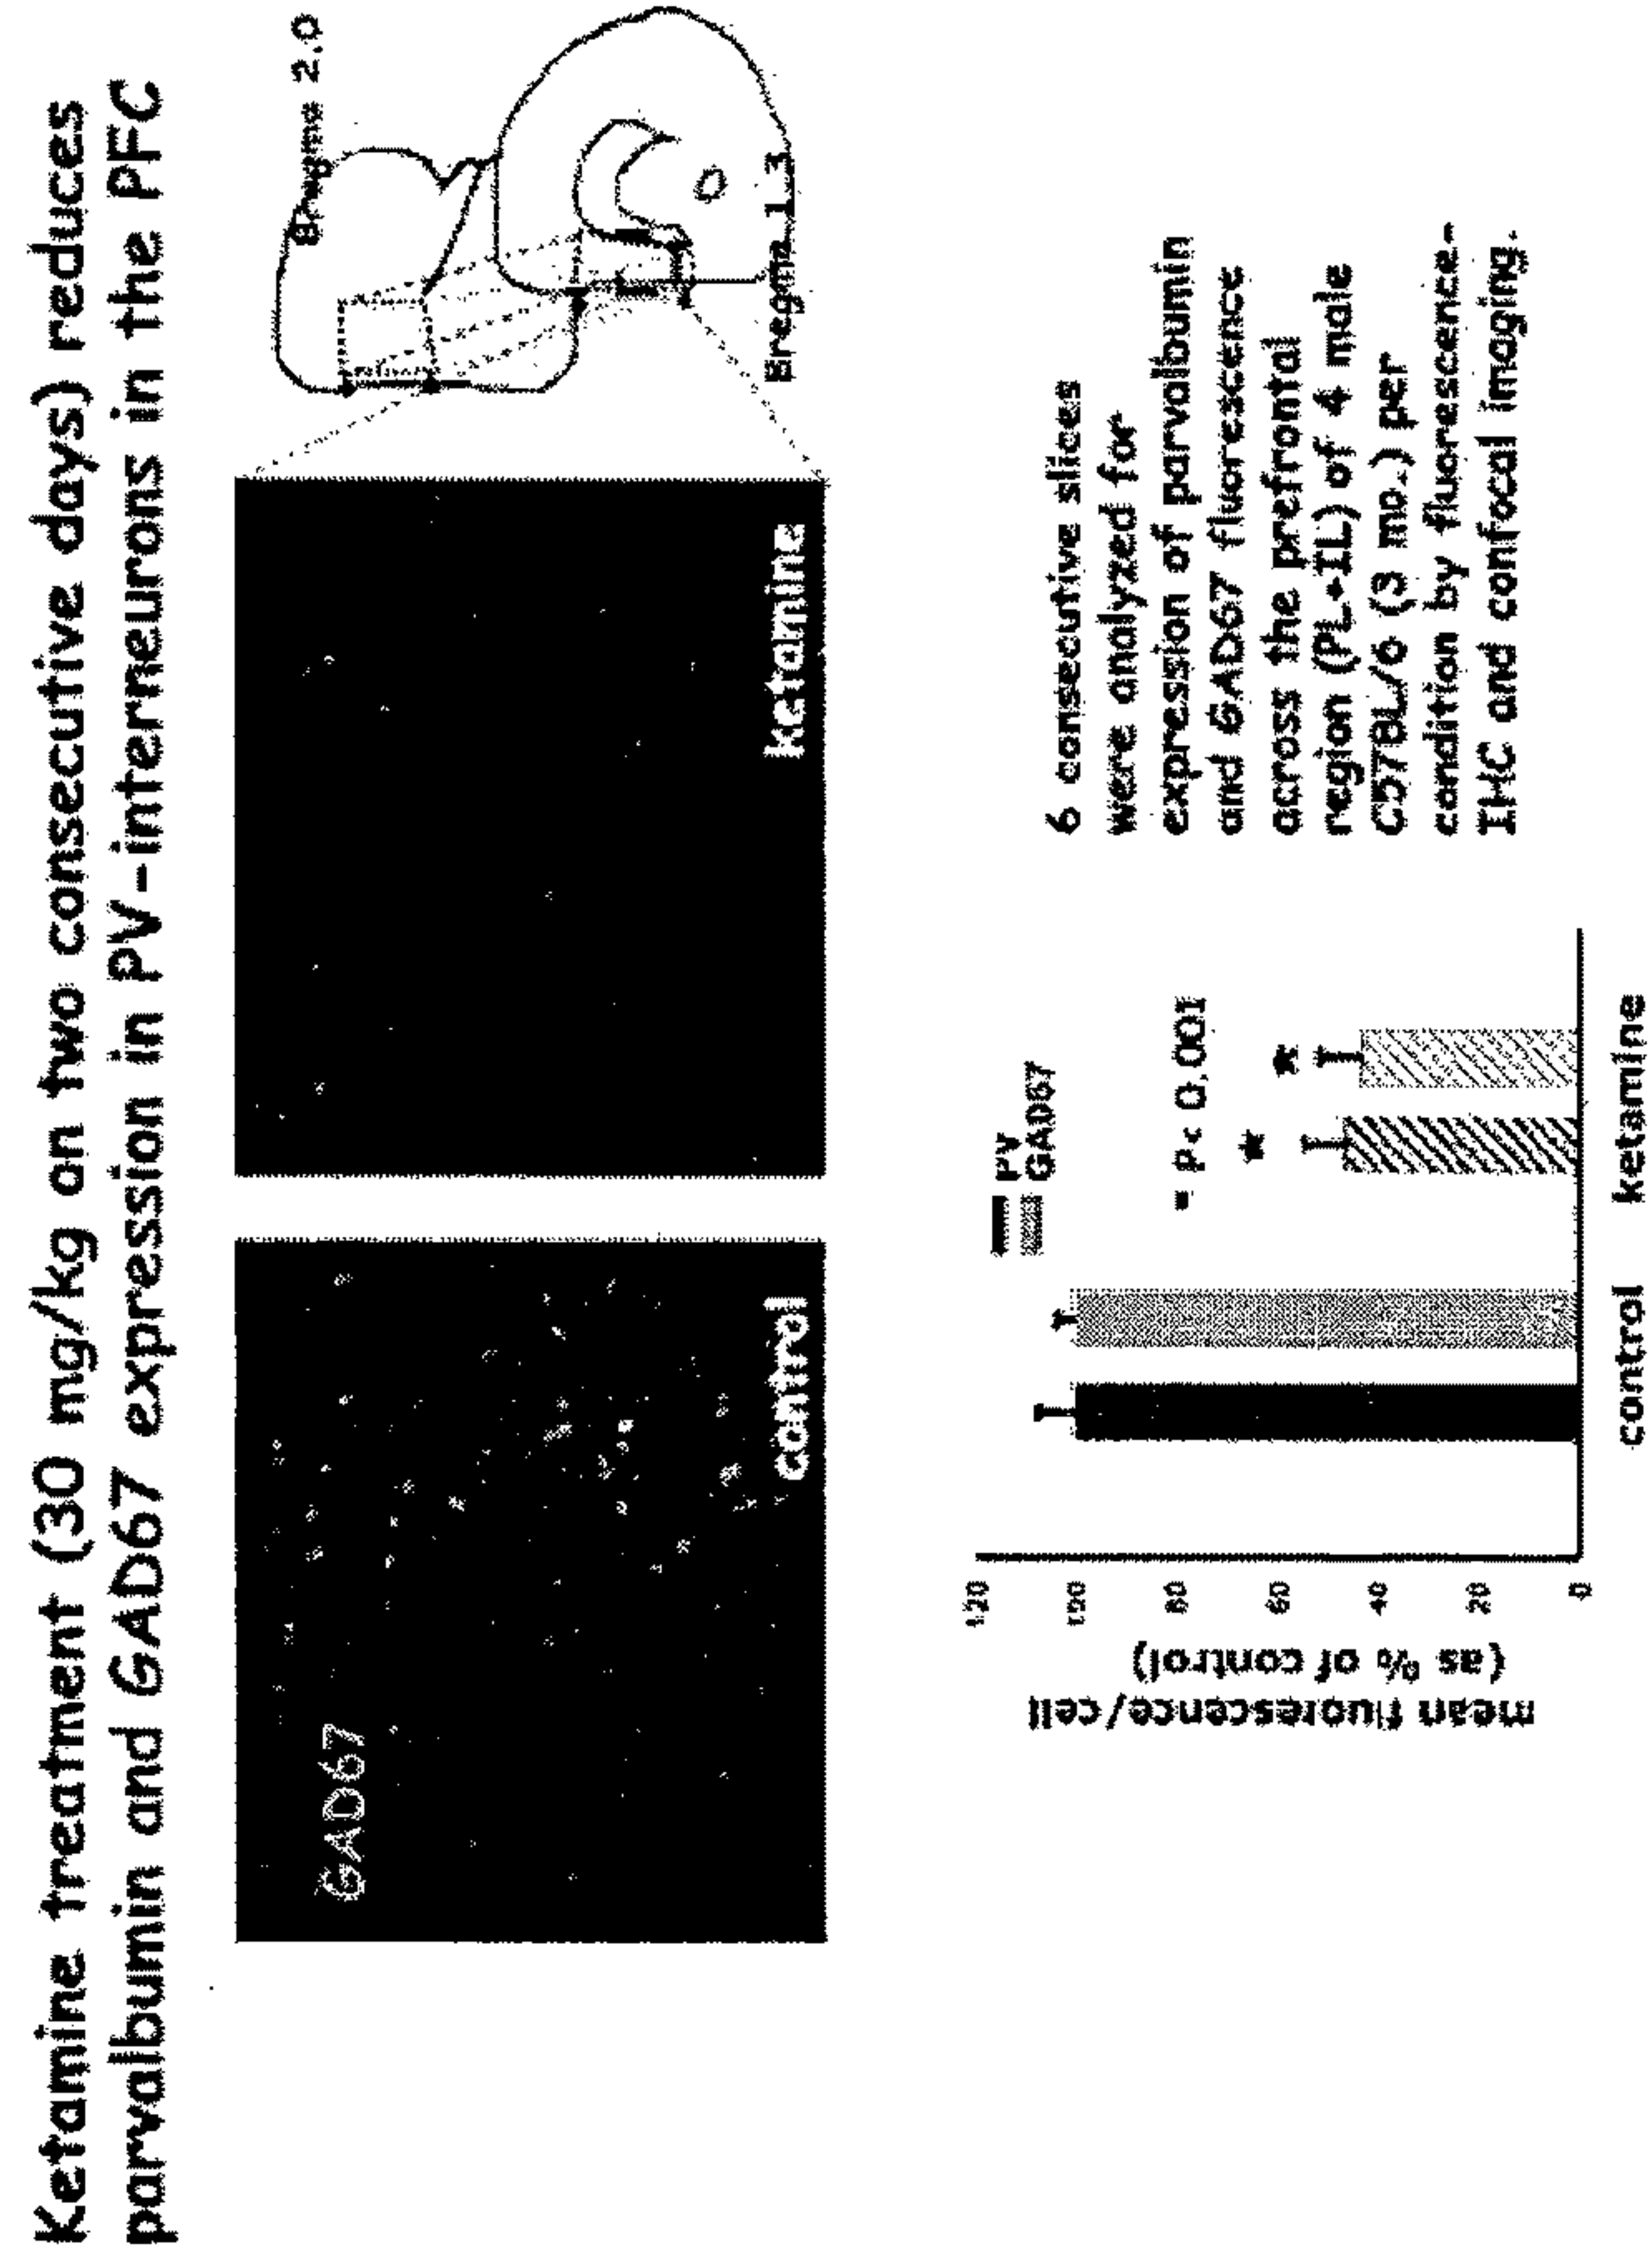 Ketamine treatment (30 mg/kg on two consecutive days) reduces
parvalbumin and GAD67 expression in PV-interneurons in the PFC
GAD67
control
ketamine
Bregma 2.0
Bregma 1.3
mean fluorescence/cell
(as % of control)
120
100
80
60
40
20
0
PV
GAD67
= P< 0.001
*
*
control
ketamine
6 consecutive slices
were analyzed for
expression of parvalbumin
and GAD67 fluorescence
across the prefrontal
region (PL+IL) of 4 male
C57BL/6 (3 mo.) per
condition by fluorescence-
IHC and confocal imaging.